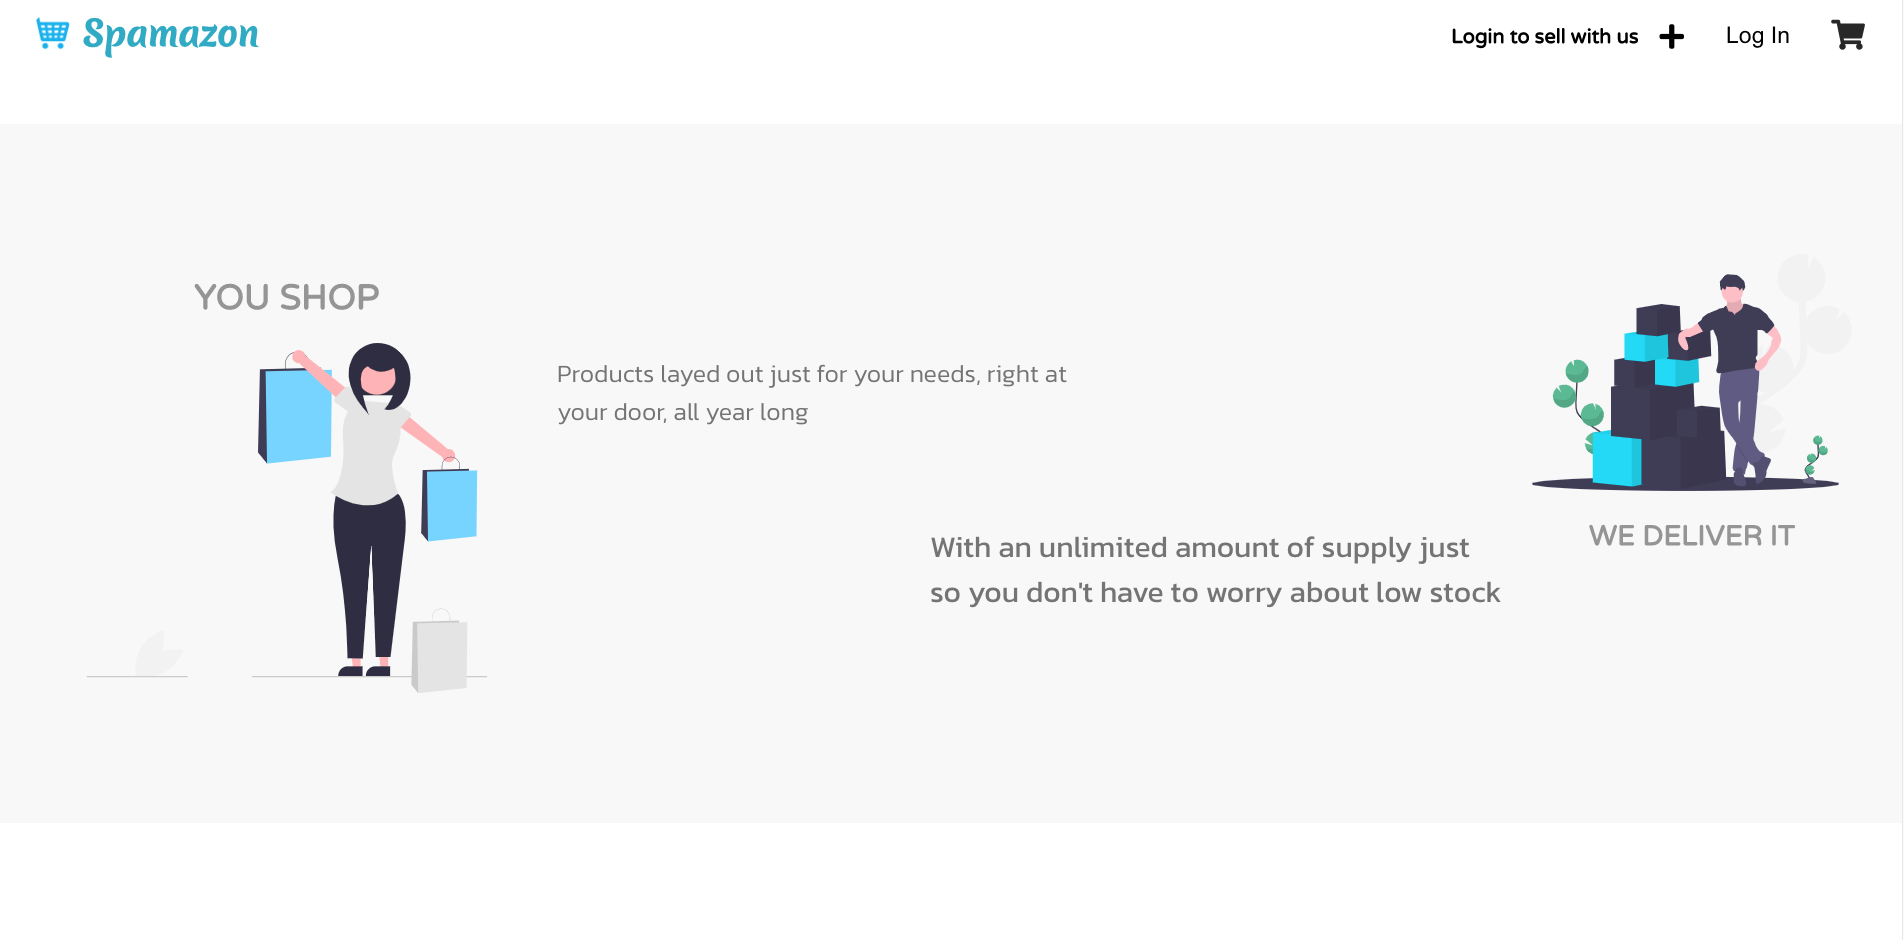 Spamazon
Login to sell with us
Log In
YOU SHOP
Products layed out just for your needs, right at
your door, all year long
With an unlimited amount of supply just
so you don't have to worry about low stock
WE DELIVER IT